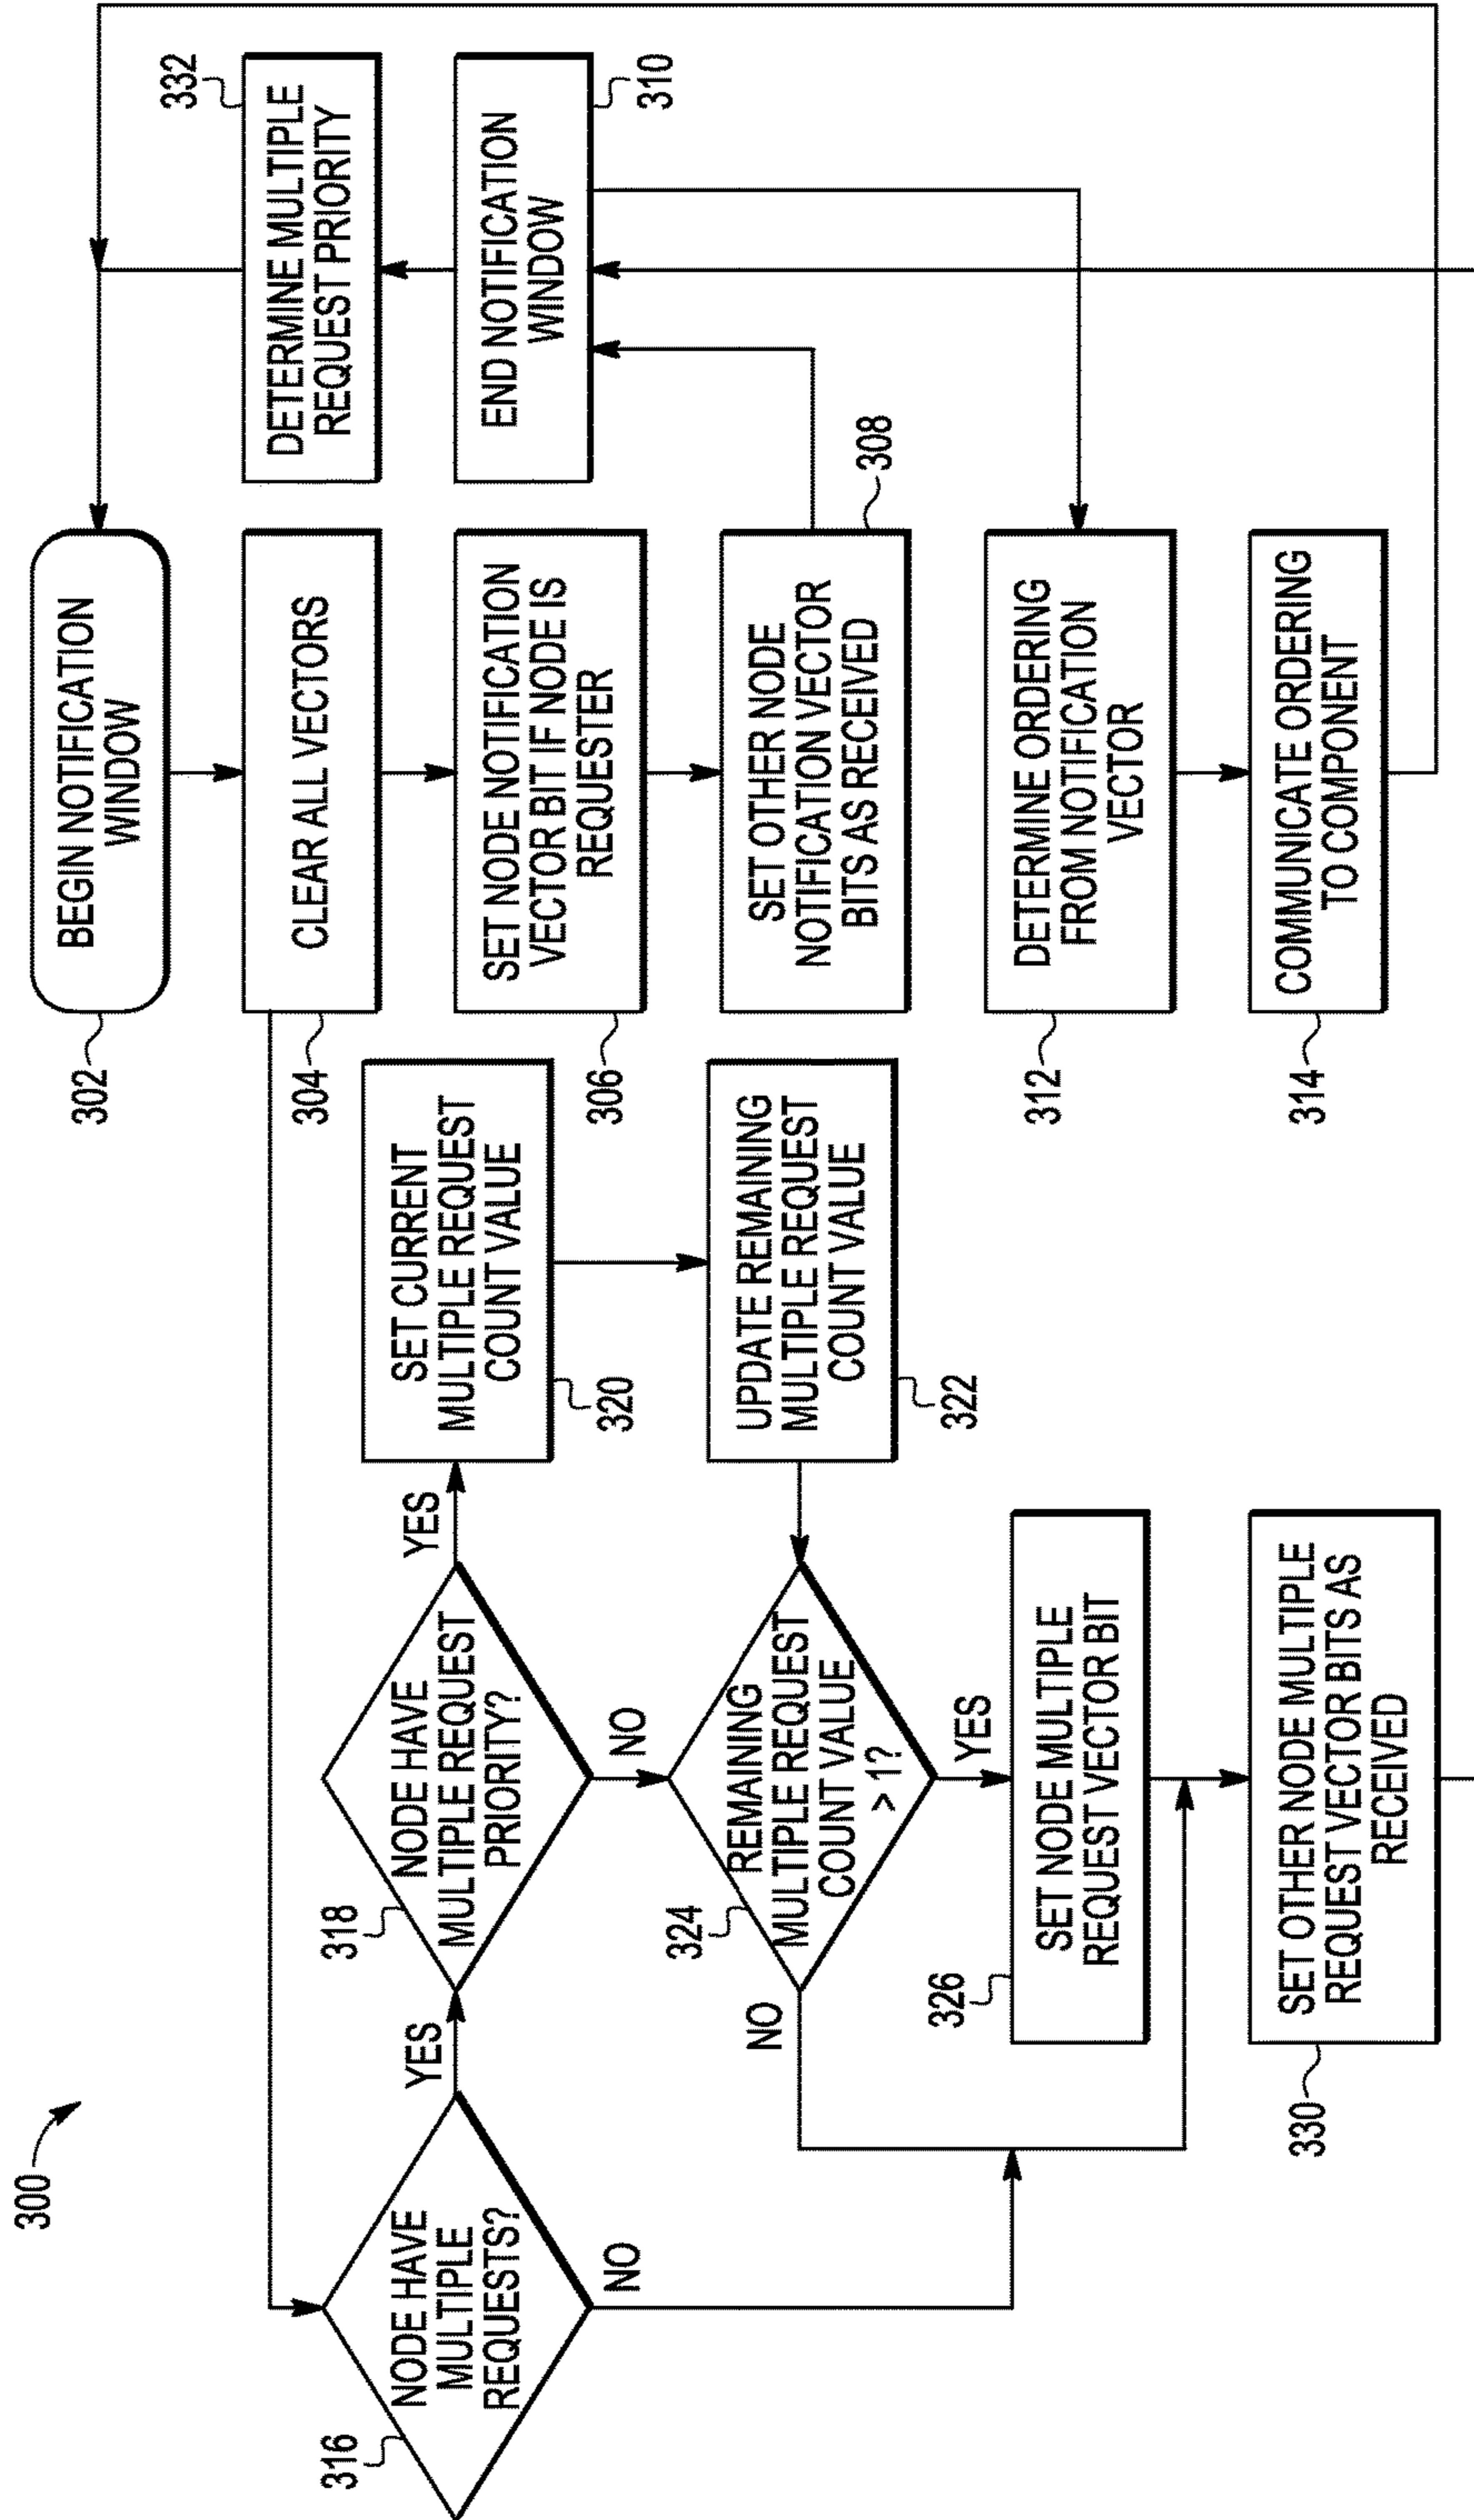 300
302
BEGIN NOTIFICATION
WINDOW
304
CLEAR ALL VECTORS
332
DETERMINE MULTIPLE
REQUEST PRIORITY
316
NODE HAVE
MULTIPLE
REQUESTS?
YES
NO
318
NODE HAVE
MULTIPLE REQUEST
PRIORITY?
YES
NO
320
SET CURRENT
MULTIPLE REQUEST
COUNT VALUE
306
SET NODE NOTIFICATION
VECTOR BIT IF NODE IS
REQUESTER
310
END NOTIFICATION
WINDOW
324
REMAINING
MULTIPLE REQUEST
COUNT VALUE
> 1?
NO
YES
322
UPDATE REMAINING
MULTIPLE REQUEST
COUNT VALUE
308
SET OTHER NODE
NOTIFICATION VECTOR
BITS AS RECEIVED
326
SET NODE MULTIPLE
REQUEST VECTOR BIT
312
DETERMINE ORDERING
FROM NOTIFICATION
VECTOR
330
SET OTHER NODE MULTIPLE
REQUEST VECTOR BITS AS
RECEIVED
314
COMMUNICATE ORDERING
TO COMPONENT